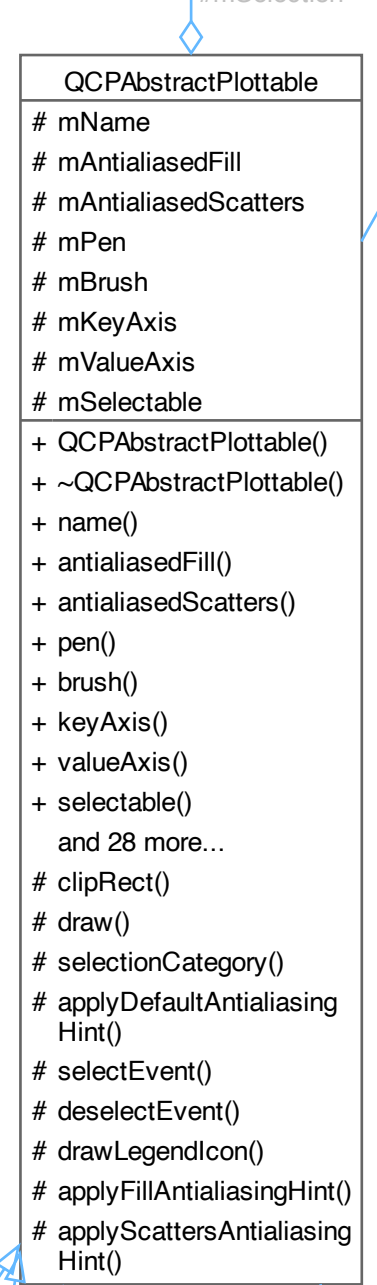 #mSelection
QCPAbstractPlottable
# mName
# mAntialiasedFill
# mAntialiasedScatters
# mPen
# mBrush
# mKeyAxis
# mValueAxis
# mSelectable
+ QCPAbstractPlottable()
+ ~QCPAbstractPlottable()
+ name()
+ antialiasedFill()
+ antialiasedScatters()
+ pen()
+ brush()
+ keyAxis()
+ valueAxis()
+ selectable()
and 28 more...
# clipRect()
# draw()
# selectionCategory()
# applyDefaultAntialiasing
Hint()
# selectEvent()
# deselectEvent()
# drawLegendIcon()
# applyFillAntialiasingHint()
# applyScattersAntialiasing
Hint()